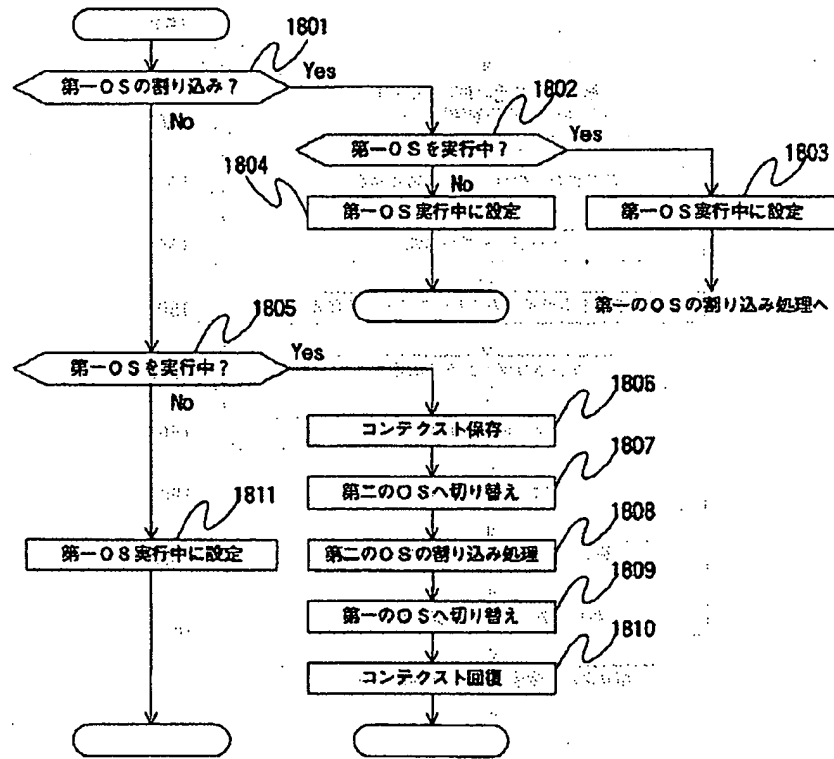 1801
第一OSの割り込み?
Yes
No
1802
第一OSを実行中?
Yes
No
1804
第一OS実行中に設定
1803
第一OS実行中に設定
第一のOSの割り込み処理へ
1805
第一OSを実行中?
Yes
No
1806
コンテクスト保存
1807
第二のOSへ切り替え
1811
第一OS実行中に設定
1808
第二のOSの割り込み処理
1809
第一のOSへ切り替え
1810
コンテクスト回復